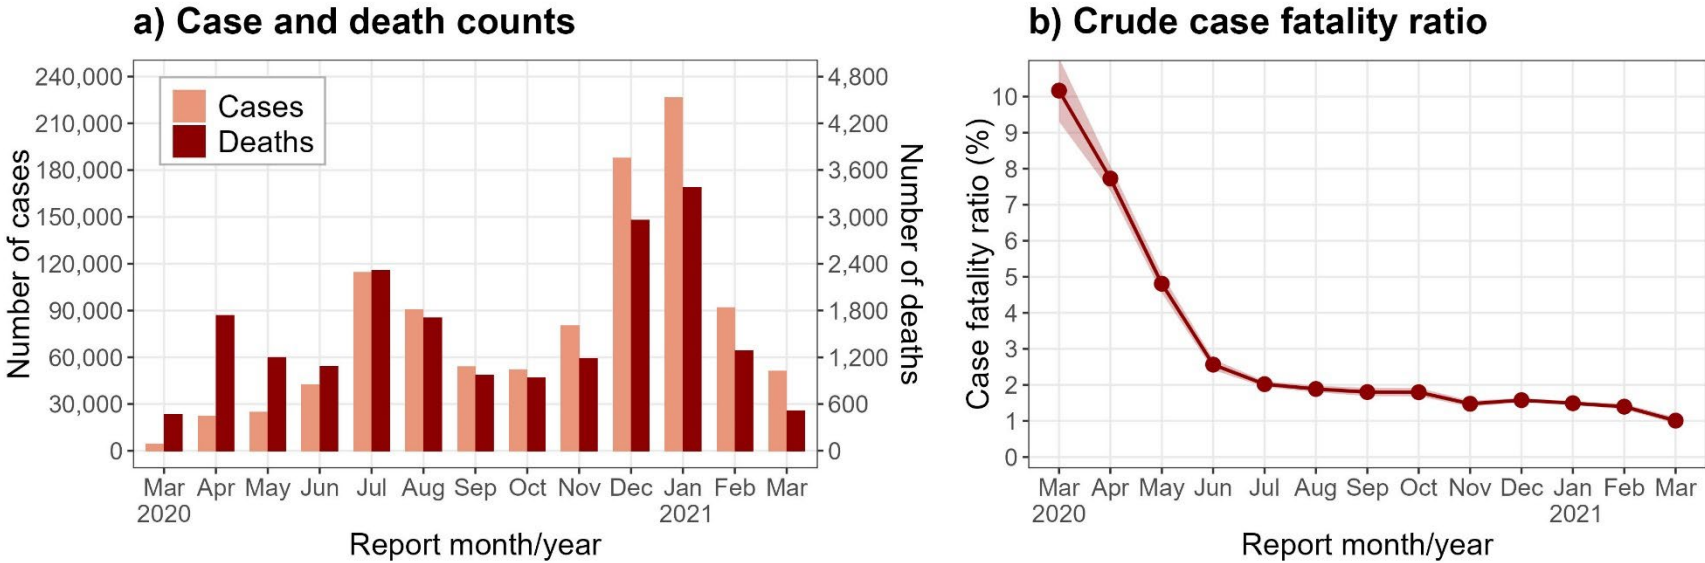 a) Case and death counts
Number of cases
240,000
210,000
180,000
150,000
120,000
90,000
60,000
30,000
0
Cases
Deaths
4,800
4,200
3,600
3,000
2,400
1,800
1,200
600
0
Number of deaths
Mar Apr May Jun Jul Aug Sep Oct Nov Dec Jan Feb Mar
2020 2021
Report month/year
b) Crude case fatality ratio
Case fatality ratio (%)
10
9
8
7
6
5
4
3
2
1
0
Mar Apr May Jun Jul Aug Sep Oct Nov Dec Jan Feb Mar
2020 2021
Report month/year